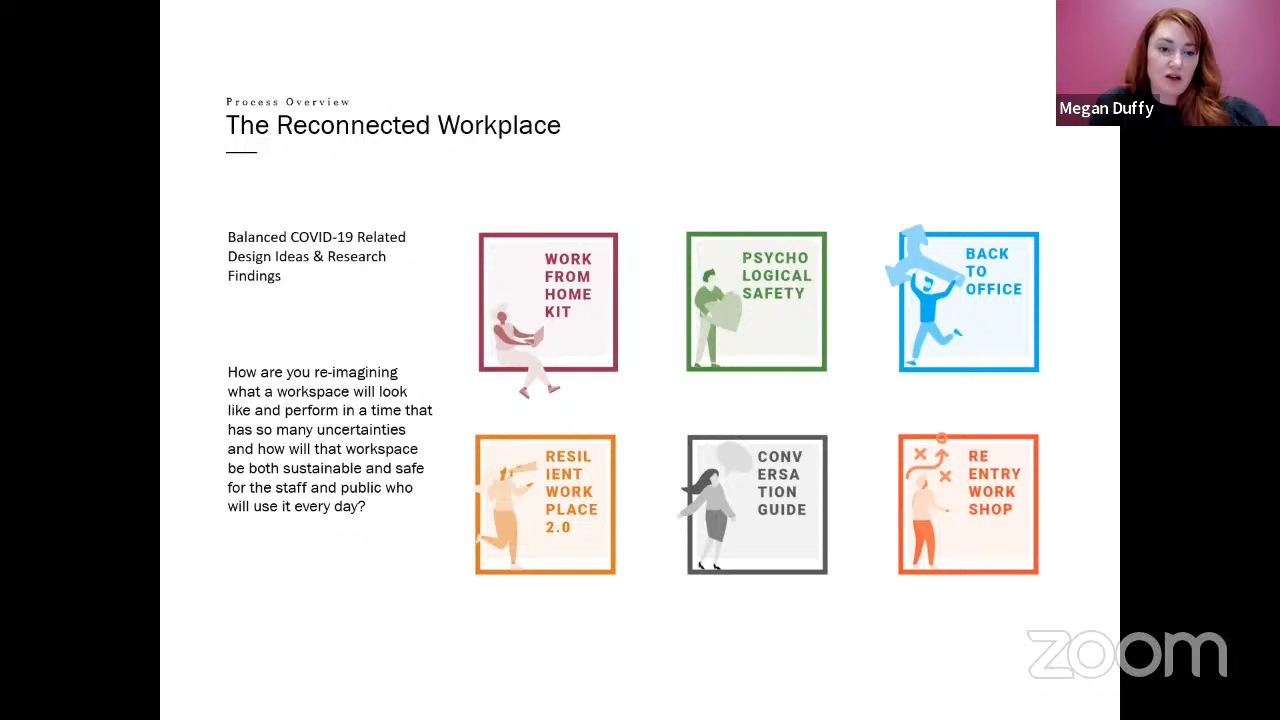 Process Overview
The Reconnected Workplace
Megan Duffy
Balanced COVID-19 Related
Design Ideas & Research
Findings
How are you re-imagining
what a workspace will look
like and perform in a time that
has so many uncertainties
and how will that workspace
be both sustainable and safe
for the staff and public who
will use it every day?
WORK
FROM
HOME
KIT
PSYCHO
LOGICAL
SAFETY
BACK
TO
OFFICE
RESIL
IENT
WORK
PLACE
2.0
CONV
ERSA
TION
GUIDE
RE
ENTRY
WORK
SHOP
zoom